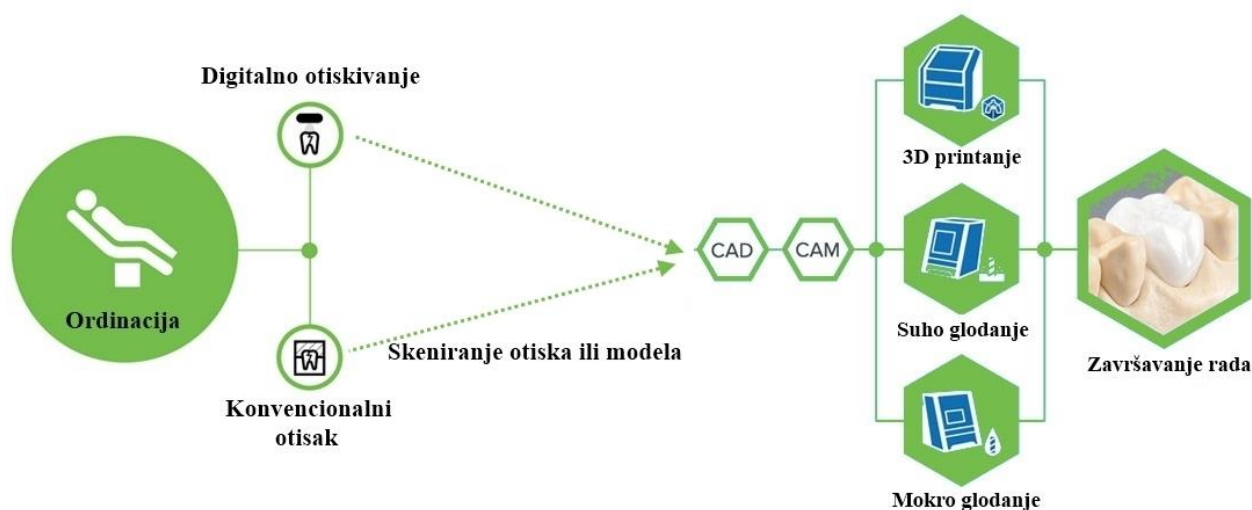 Digitalno otiskivanje
Ordinacija
Konvencionalni
otisak
Skeniranje otiska ili modela
CAD
CAM
3D printanje
Suho glodanje
Mokro glodanje
Završavanje rada